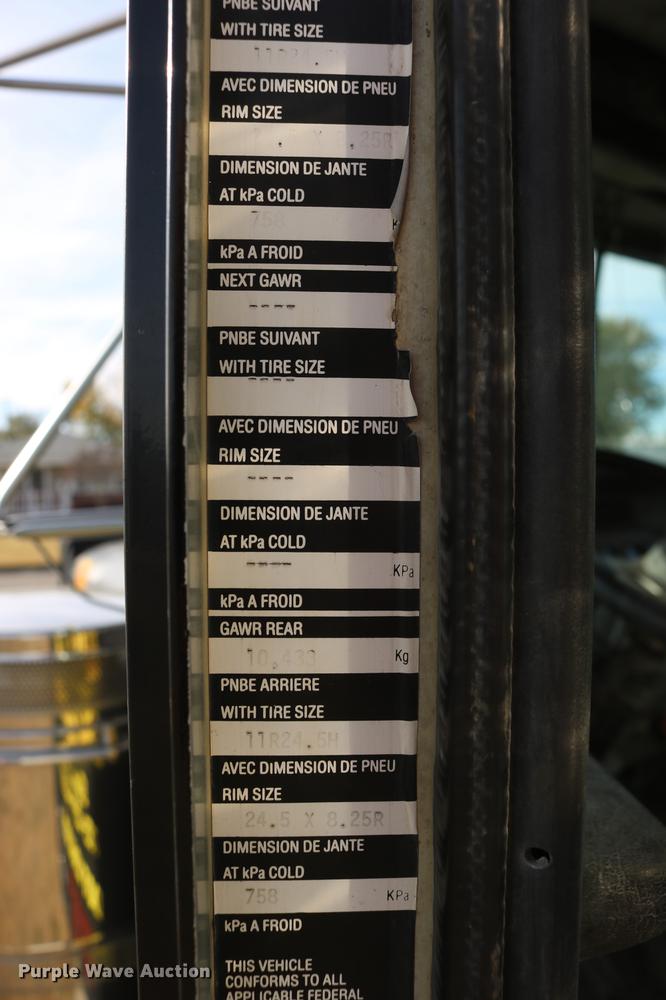 PNBE SUIVANT
WITH TIRE SIZE
AVEC DIMENSION DE PNEU
RIM SIZE
X 8.25R
DIMENSION DE JANTE
AT kPa COLD
758
kPa A FROID
NEXT GAWR
----
PNBE SUIVANT
WITH TIRE SIZE
----
AVEC DIMENSION DE PNEU
RIM SIZE
----
DIMENSION DE JANTE
AT kPa COLD
---- KPa
kPa A FROID
GAWR REAR
10,433 Kg
PNBE ARRIERE
WITH TIRE SIZE
11R24.5H
AVEC DIMENSION DE PNEU
RIM SIZE
24.5 X 8.25R
DIMENSION DE JANTE
AT kPa COLD
758 KPa
kPa A FROID
THIS VEHICLE
CONFORMS TO ALL
APPLICABLE FEDERAL
Purple Wave Auction